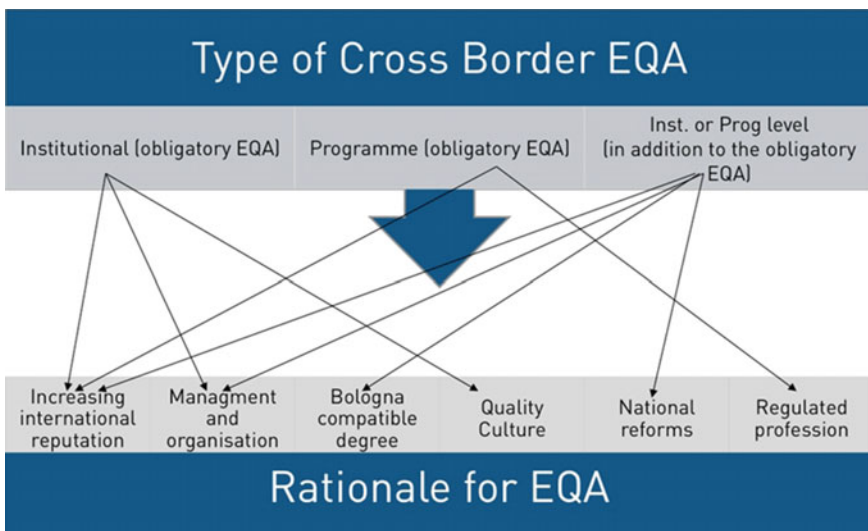 Type of Cross Border EQA
Institutional (obligatory EQA)
Programme (obligatory EQA)
Inst. or Prog level
(in addition to the obligatory
EQA)
Increasing
international
reputation
Managment
and
organisation
Bologna
compatible
degree
Quality
Culture
National
reforms
Regulated
profession
Rationale for EQA